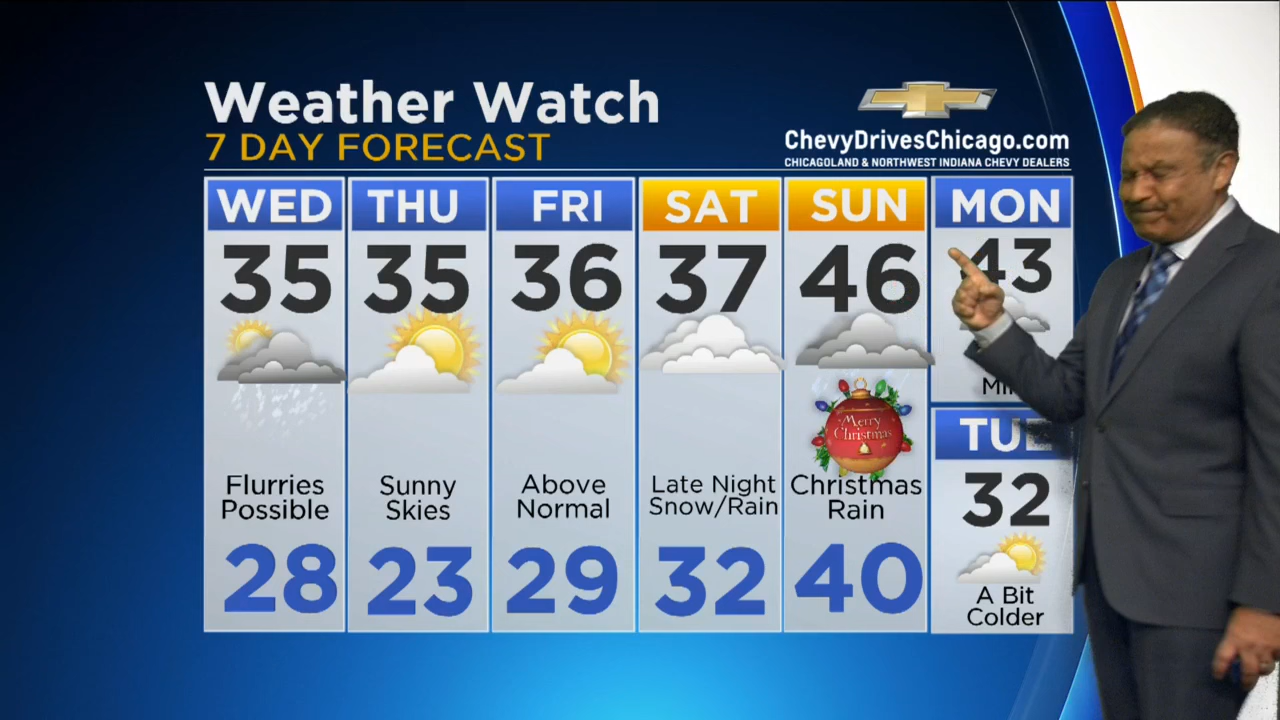 Weather Watch
7 DAY FORECAST
ChevyDrivesChicago.com
CHICAGOLAND & NORTHWEST INDIANA CHEVY DEALERS
WED
35
Flurries
Possible
28
THU
35
Sunny
Skies
23
FRI
36
Above
Normal
29
SAT
37
Late Night
Snow/Rain
32
SUN
46
Merry
Christmas
Christmas
Rain
40
MON
43
TUE
32
A Bit
Colder